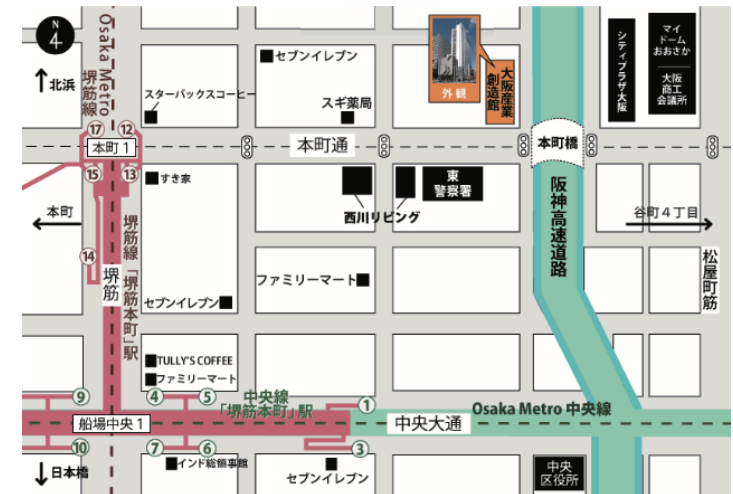 N
4
Osaka Metro
堺筋線
北浜
セブンイレブン
スターバックスコーヒー
スギ薬局
外観
大阪産業
創造館
シティプラザ大阪
マイ
ドーム
おおさか
大阪
商工
会議所
17
12
本町1
本町通
本町橋
15
13
すき家
西川リビング
東
警察署
阪神高速道路
本町
谷町4丁目
松屋町筋
14
堺筋
堺筋線「堺筋本町」駅
ファミリーマート
セブンイレブン
TULLY'S COFFEE
ファミリーマート
中央線
「堺筋本町」駅
9
4
5
1
Osaka Metro 中央線
船場中央1
中央大通
10
7
6
3
日本橋
インド総領事館
セブンイレブン
中央
区役所